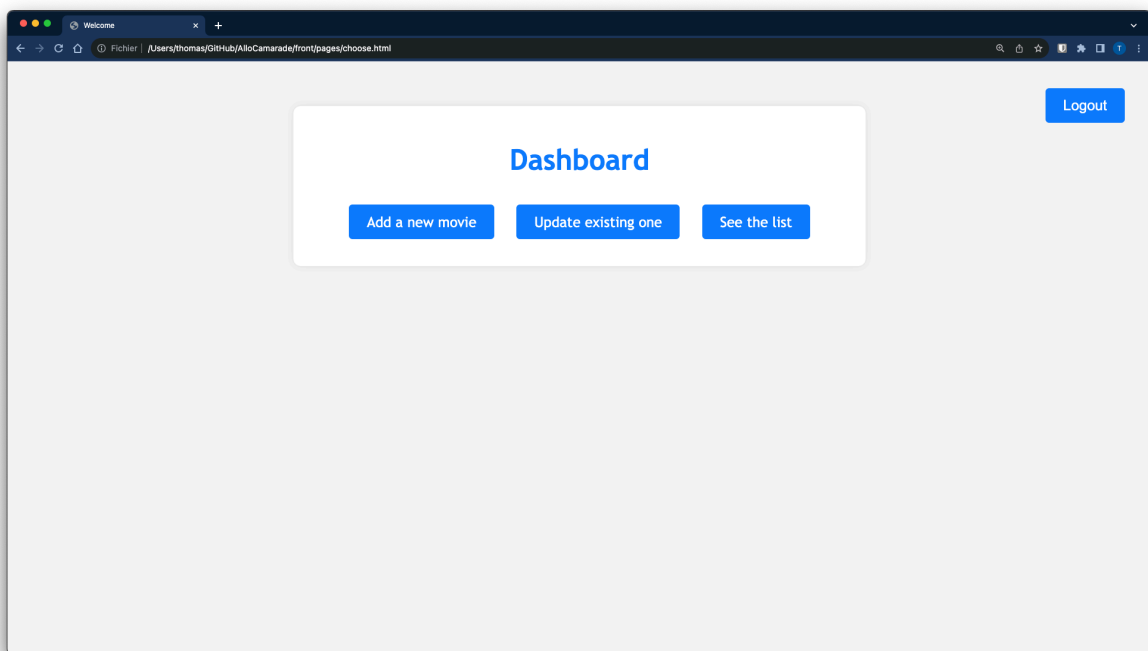 Welcome
Fichier | /Users/thomas/GitHub/AlloCamarade/front/pages/choose.html
T
Logout
Dashboard
Add a new movie
Update existing one
See the list